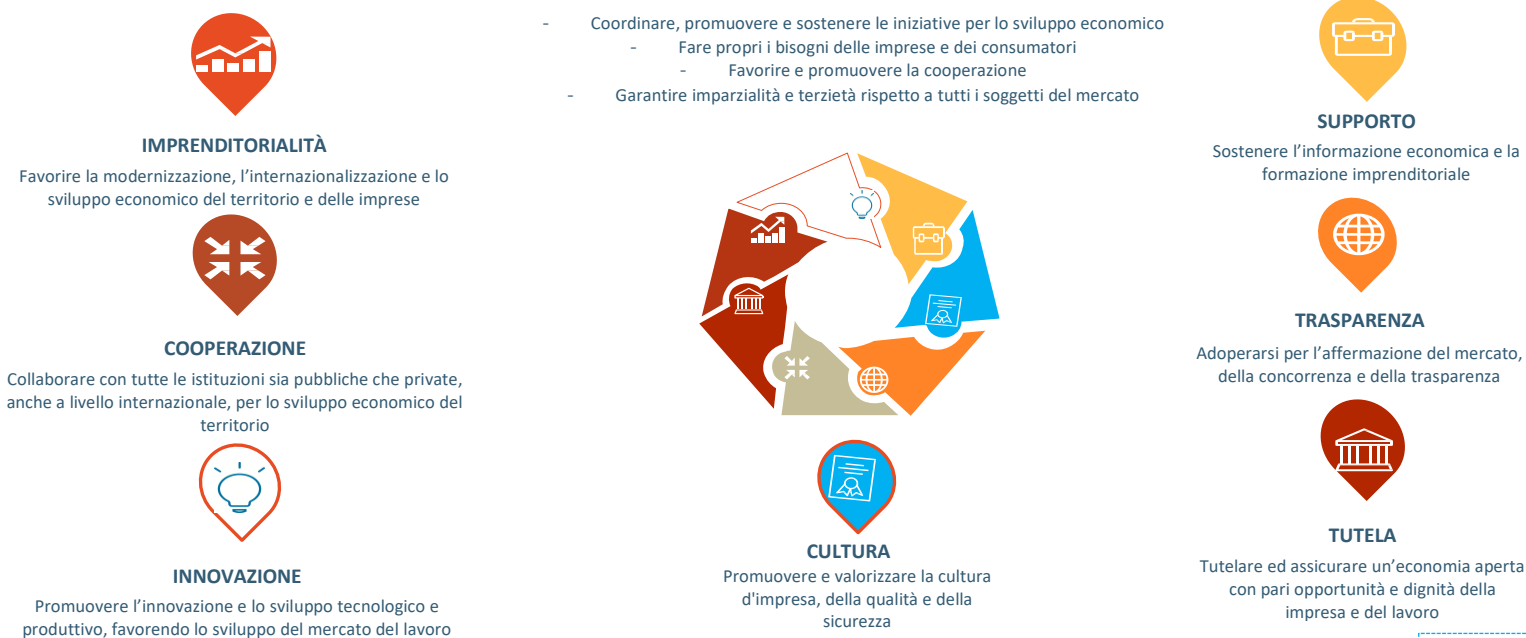 - Coordinare, promuovere e sostenere le iniziative per lo sviluppo economico
- Fare propri i bisogni delle imprese e dei consumatori
- Favorire e promuovere la cooperazione
- Garantire imparzialità e terzietà rispetto a tutti i soggetti del mercato
IMPRENDITORIALITÀ
Favorire la modernizzazione, l’internazionalizzazione e lo
sviluppo economico del territorio e delle imprese
COOPERAZIONE
Collaborare con tutte le istituzioni sia pubbliche che private,
anche a livello internazionale, per lo sviluppo economico del
territorio
INNOVAZIONE
Promuovere l’innovazione e lo sviluppo tecnologico e
produttivo, favorendo lo sviluppo del mercato del lavoro
CULTURA
Promuovere e valorizzare la cultura
d'impresa, della qualità e della
sicurezza
SUPPORTO
Sostenere l’informazione economica e la
formazione imprenditoriale
TRASPARENZA
Adoperarsi per l’affermazione del mercato,
della concorrenza e della trasparenza
TUTELA
Tutelare ed assicurare un’economia aperta
con pari opportunità e dignità della
impresa e del lavoro